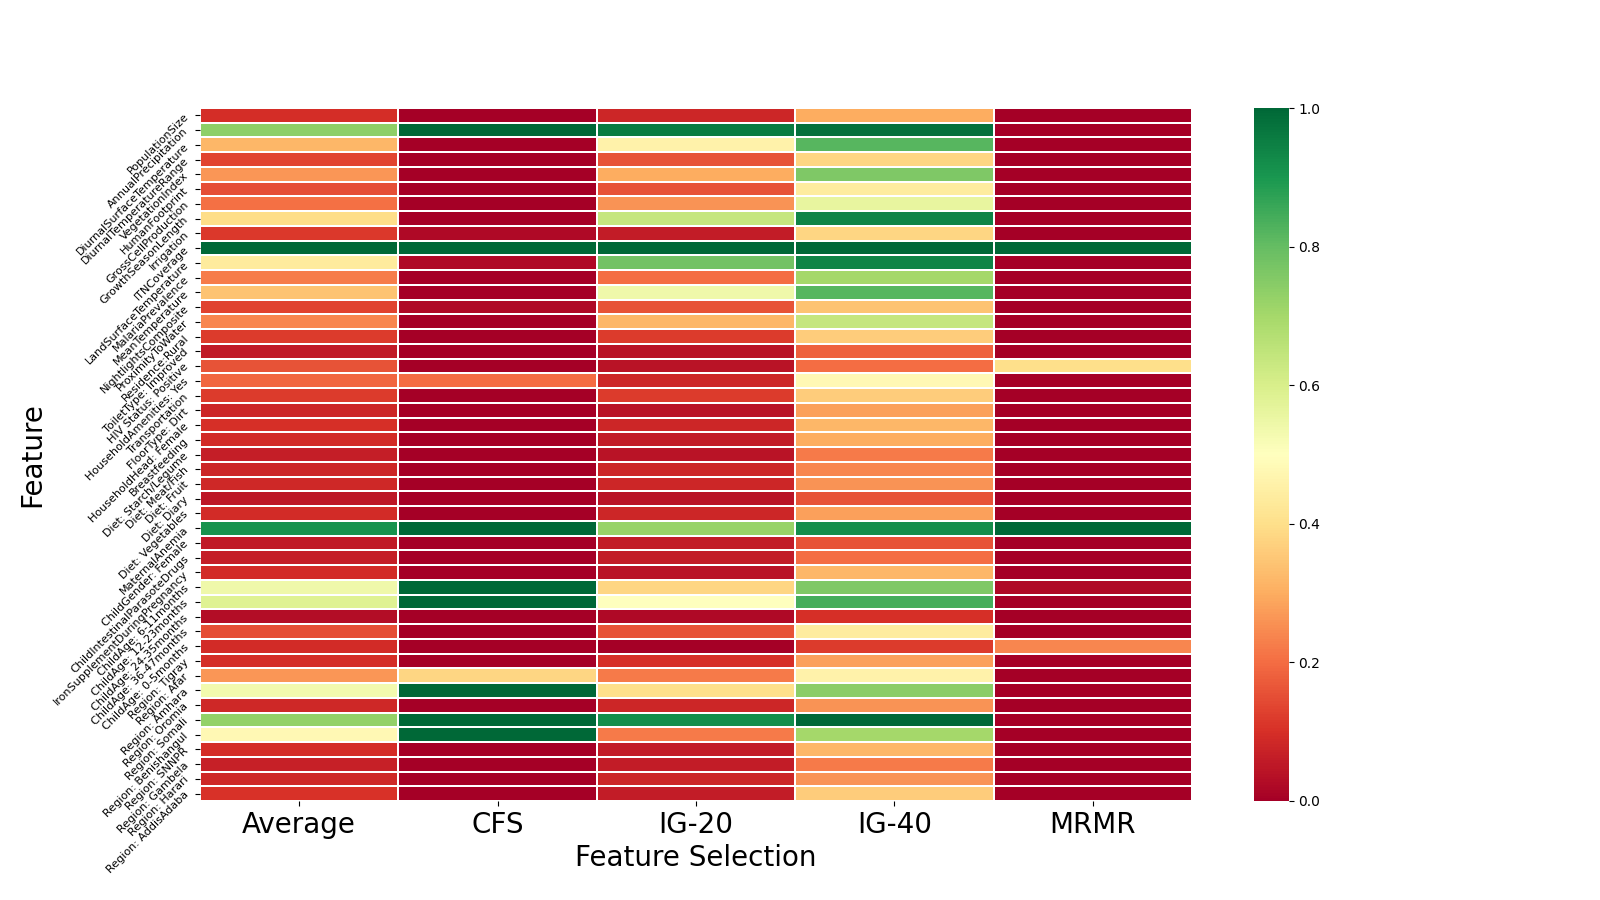 Feature
PopulationSize
AnnualPrecipitation
DiurnalSurfaceTemperature
DiurnalTemperatureRange
VegetationIndex
HumanFootprint
GrossCellProduction
GrowthSeasonLength
Irrigation
ITNCoverage
LandSurfaceTemperature
MalariaPrevalence
MeanTemperature
NightlightsComposite
ProximityToWater
Residence: Rural
ToiletType: Improved
HIV Status: Positive
HouseholdAmenities: Yes
Transportation
FloorType: Dirt
HouseholdHead: Female
Breastfeeding
Diet: Starch/Legume
Diet: Meat/Fish
Diet: Fruit
Diet: Diary
Diet: Vegetables
MaternalAnemia
ChildGender: Female
ChildIntestinalParasoteDrugs
IronSupplementDuringPregnancy
ChildAge: 6-11months
ChildAge: 12-23months
ChildAge: 24-35months
ChildAge: 36-47months
ChildAge: 0-5months
Region: Tigray
Region: Afar
Region: Amhara
Region: Oromia
Region: Somali
Region: Benishangul
Region: SNNPR
Region: Gambela
Region: Harari
Region: AddisAdaba
Average CFS IG-20 IG-40 MRMR
Feature Selection
1.0
0.8
0.6
0.4
0.2
0.0